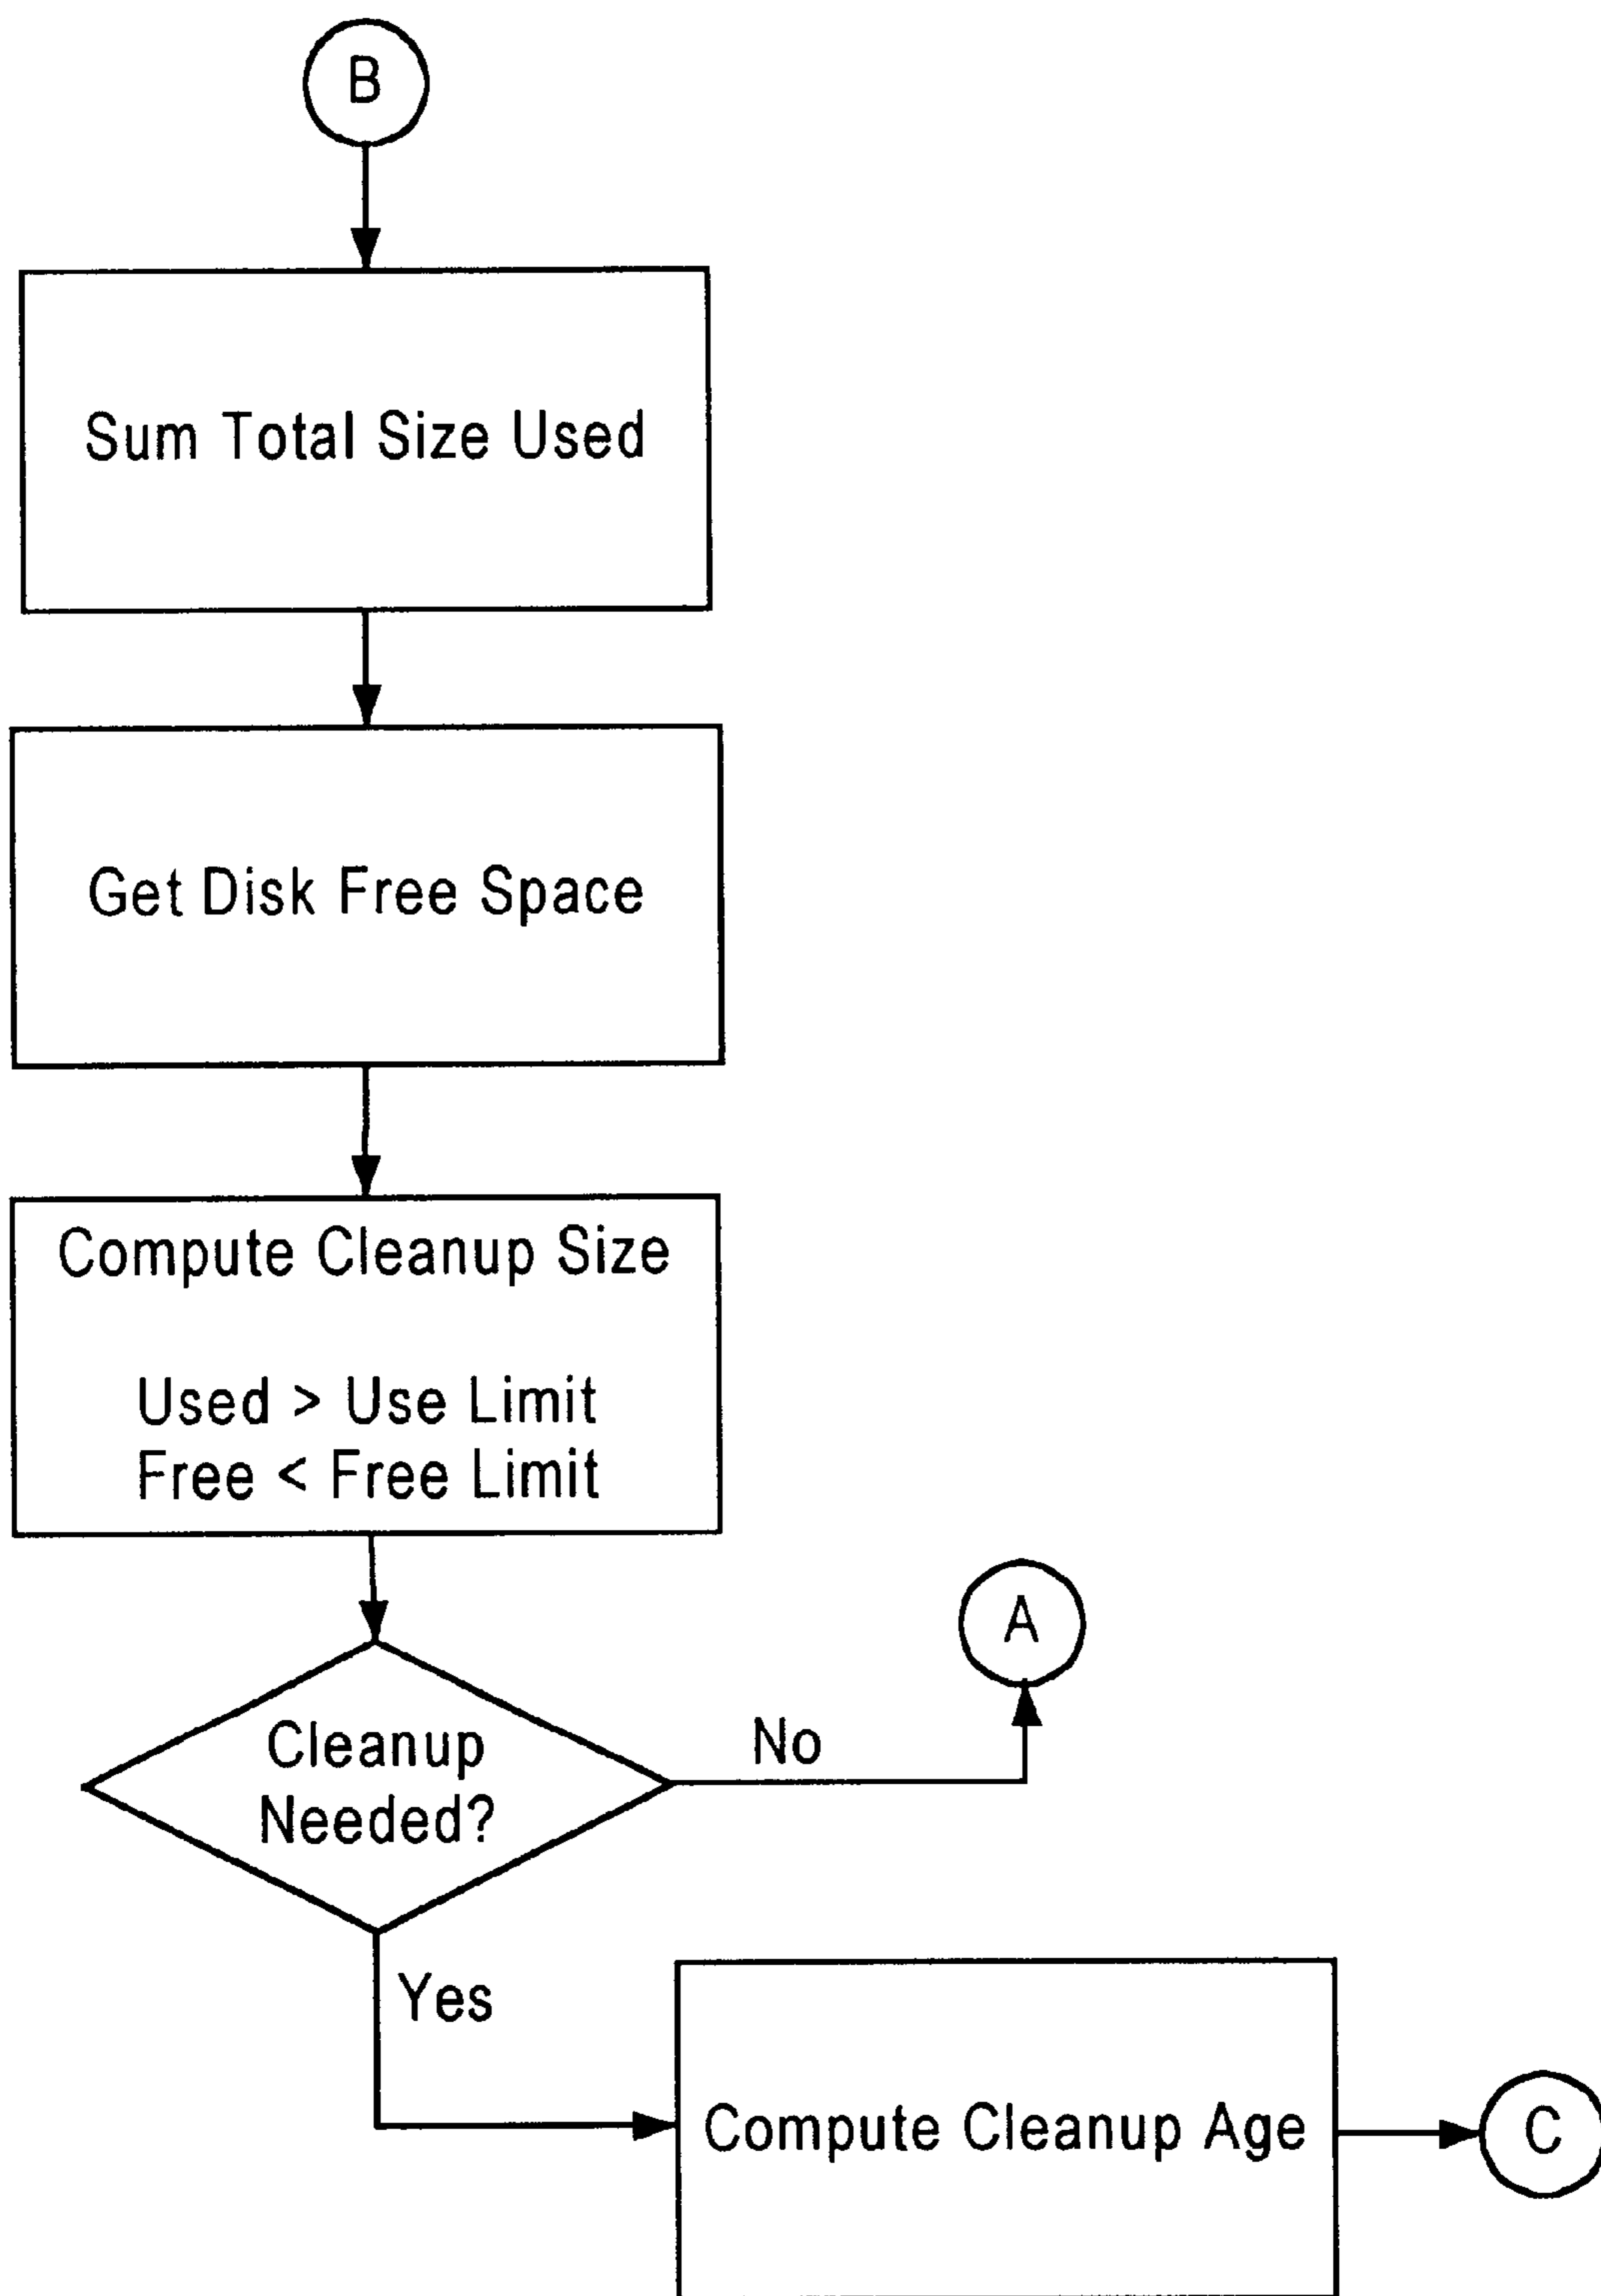 B
Sum Total Size Used
Get Disk Free Space
Compute Cleanup Size
Used > Use Limit
Free < Free Limit
A
Cleanup
Needed?
No
Yes
Compute Cleanup Age
C